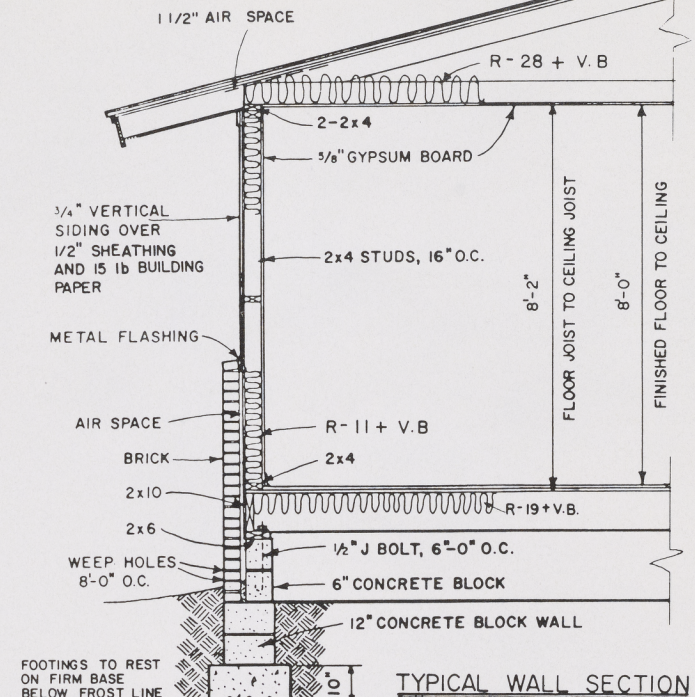 1 1/2" AIR SPACE
R-28 + V.B
2-2x4
5/8" GYPSUM BOARD
3/4" VERTICAL
SIDING OVER
1/2" SHEATHING
AND 15 lb BUILDING
PAPER
2x4 STUDS, 16" O.C.
8'-2"
FLOOR JOIST TO CEILING JOIST
8'-0"
FINISHED FLOOR TO CEILING
METAL FLASHING
AIR SPACE
R-11 + V.B
BRICK
2x4
2x10
R-19+V.B.
2x6
1/2" J BOLT, 6"-0" O.C.
WEEP HOLES
8'-0" O.C.
6" CONCRETE BLOCK
12" CONCRETE BLOCK WALL
FOOTINGS TO REST
ON FIRM BASE
BELOW FROST LINE
10"
TYPICAL WALL SECTION